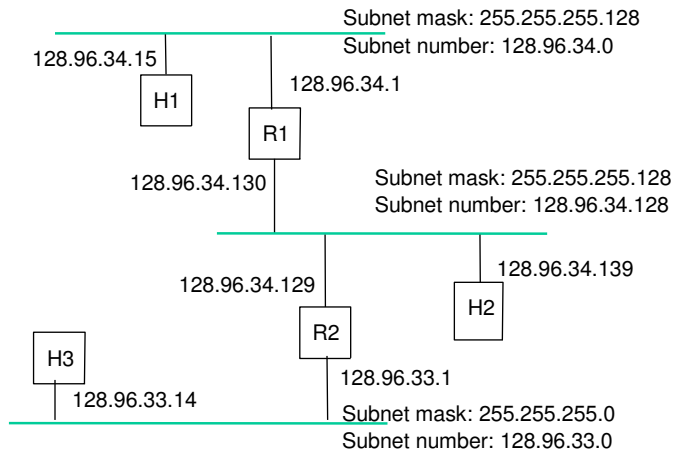 Subnet mask: 255.255.255.128
Subnet number: 128.96.34.0
128.96.34.15
128.96.34.1
H1
R1
128.96.34.130
Subnet mask: 255.255.255.128
Subnet number: 128.96.34.128
128.96.34.139
128.96.34.129
H2
R2
H3
128.96.33.1
128.96.33.14
Subnet mask: 255.255.255.0
Subnet number: 128.96.33.0